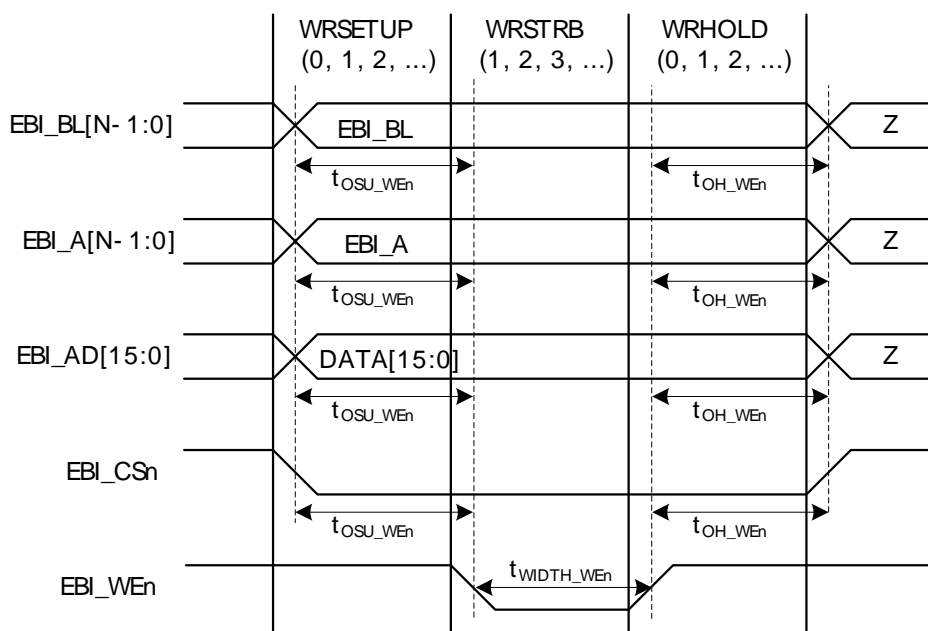 WRSETUP WRSTRB WRHOLD
(0, 1, 2, ...) (1, 2, 3, ...) (0, 1, 2, ...)
EBI_BL[N-1:0] EBI_BL Z
tOSU_WEn tOH_WEn
EBI_A[N-1:0] EBI_A Z
tOSU_WEn tOH_WEn
EBI_AD[15:0] DATA[15:0] Z
tOSU_WEn tOH_WEn
EBI_CSn
tOSU_WEn tOH_WEn
EBI_WEn tWIDTH_WEn